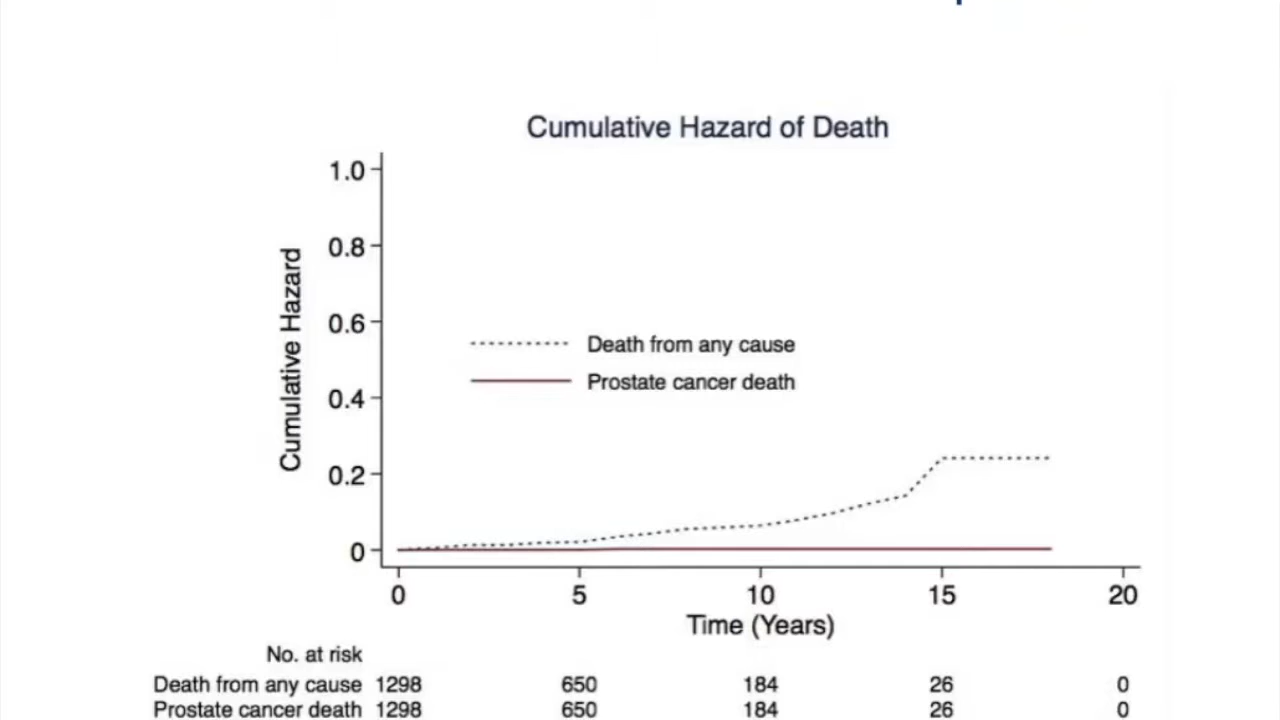 Cumulative Hazard of Death
1.0
0.8
0.6
0.4
0.2
0
Cumulative Hazard
Death from any cause
Prostate cancer death
0 5 10 15 20
Time (Years)
No. at risk
Death from any cause 1298 650 184 26 0
Prostate cancer death 1298 650 184 26 0